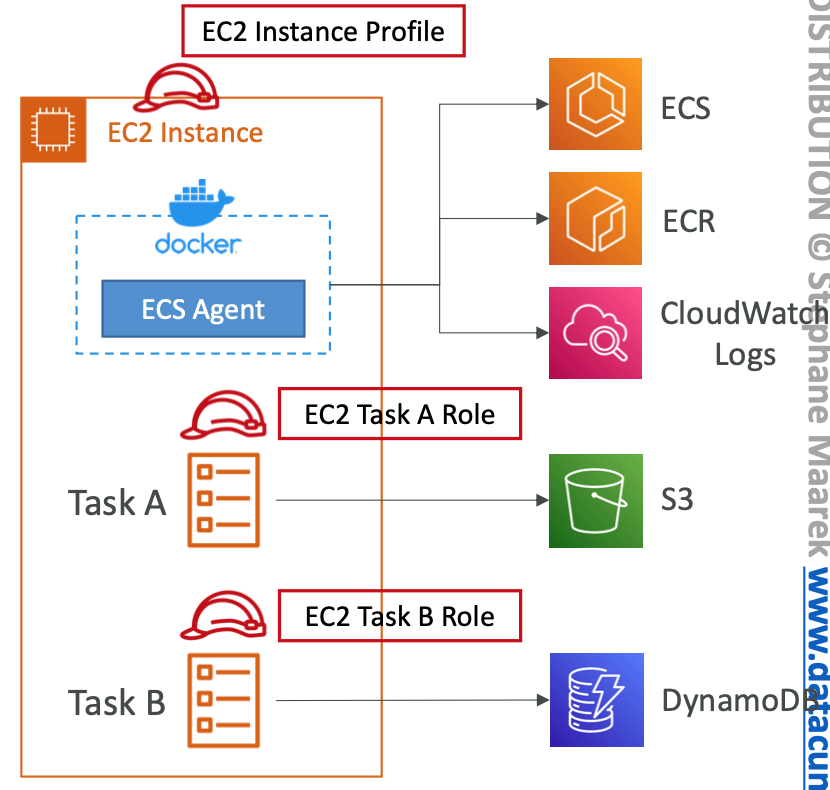 EC2 Instance Profile
EC2 Instance
docker
ECS Agent
ECS
ECR
CloudWatch
Logs
EC2 Task A Role
Task A
S3
EC2 Task B Role
Task B
DynamoDB
DISTRIBUTION © Stephane Maarek www.datacum